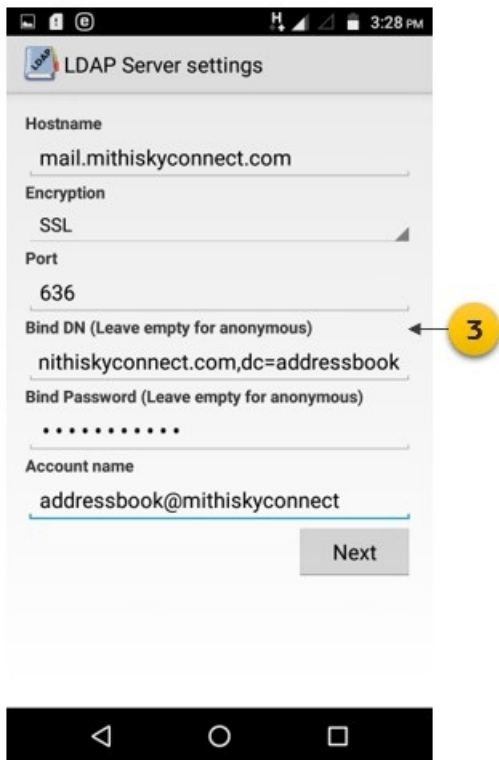 H 3:28 PM
LDAP LDAP Server settings
Hostname
mail.mithiskyconnect.com
Encryption
SSL
Port
636
Bind DN (Leave empty for anonymous)
3
nithiskyconnect.com,dc=addressbook
Bind Password (Leave empty for anonymous)
•••••••••••
Account name
addressbook@mithiskyconnect
Next